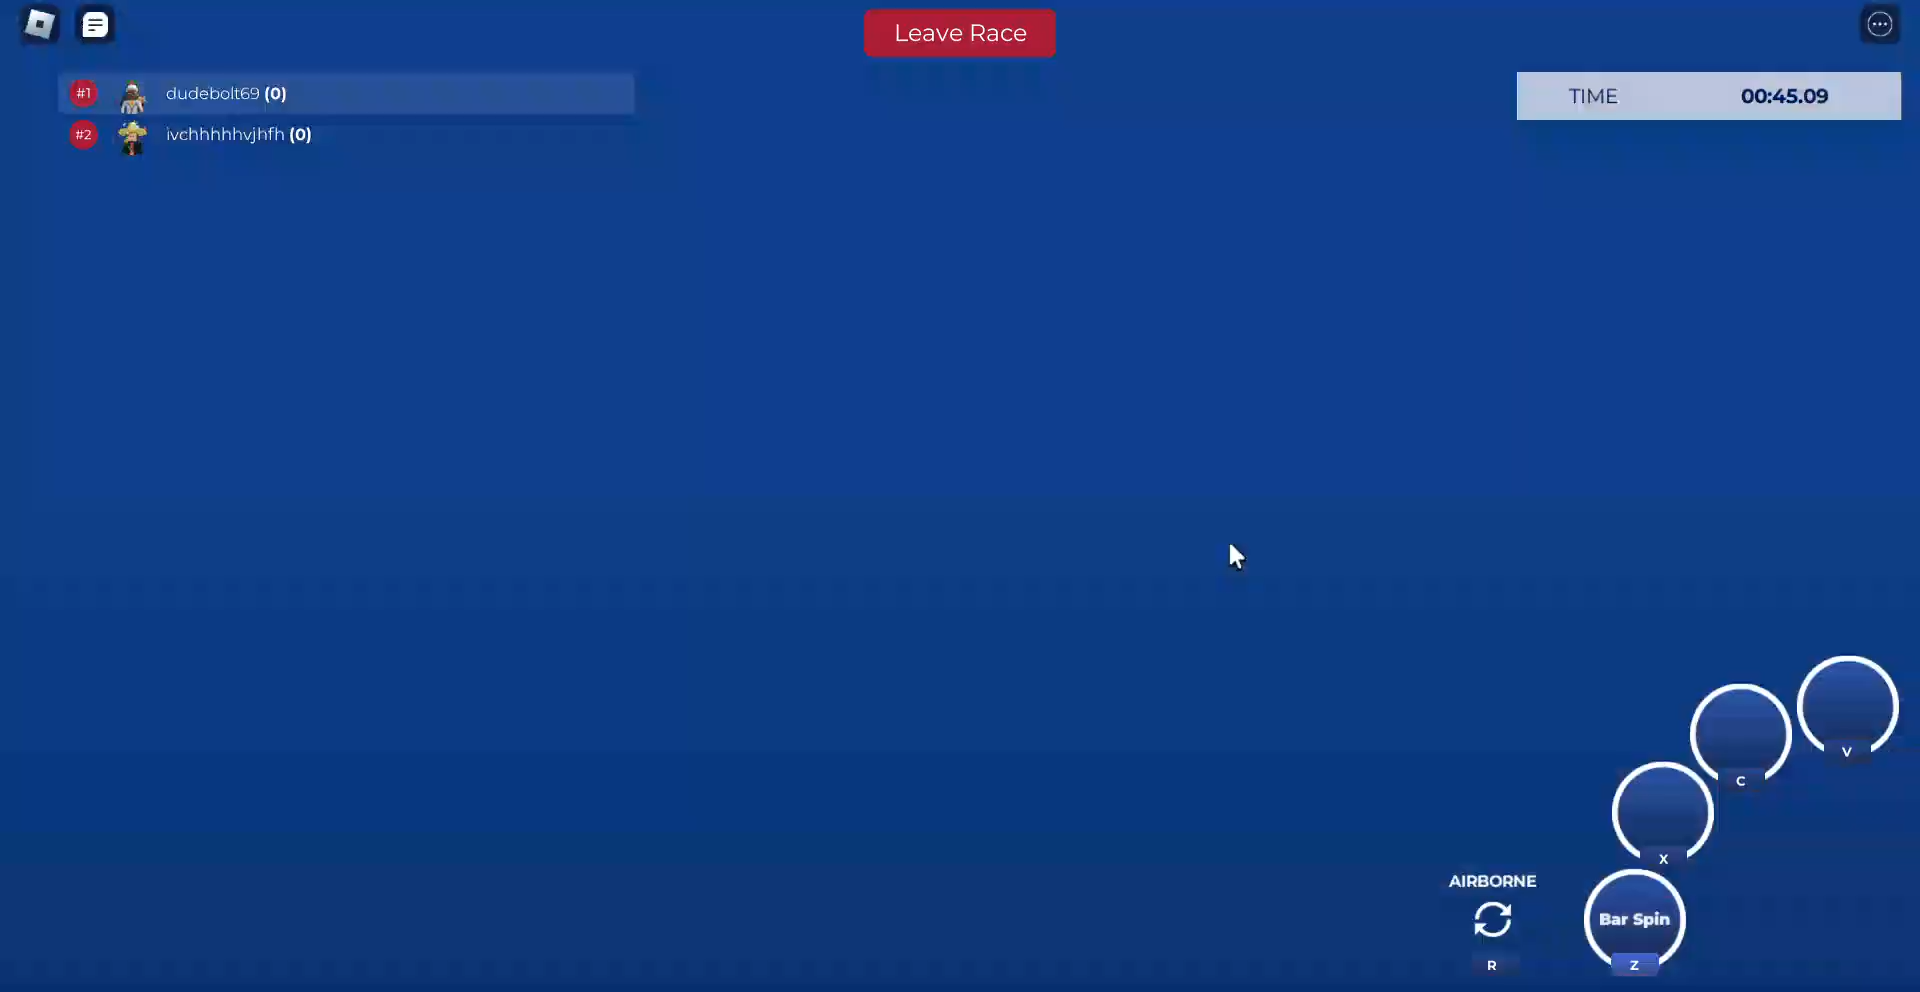 Leave Race
#1 dudebolt69 (0)
TIME 00:45.09
#2 ivchhhhhvjhfh (0)
V
C
X
AIRBORNE
Bar Spin
R
Z